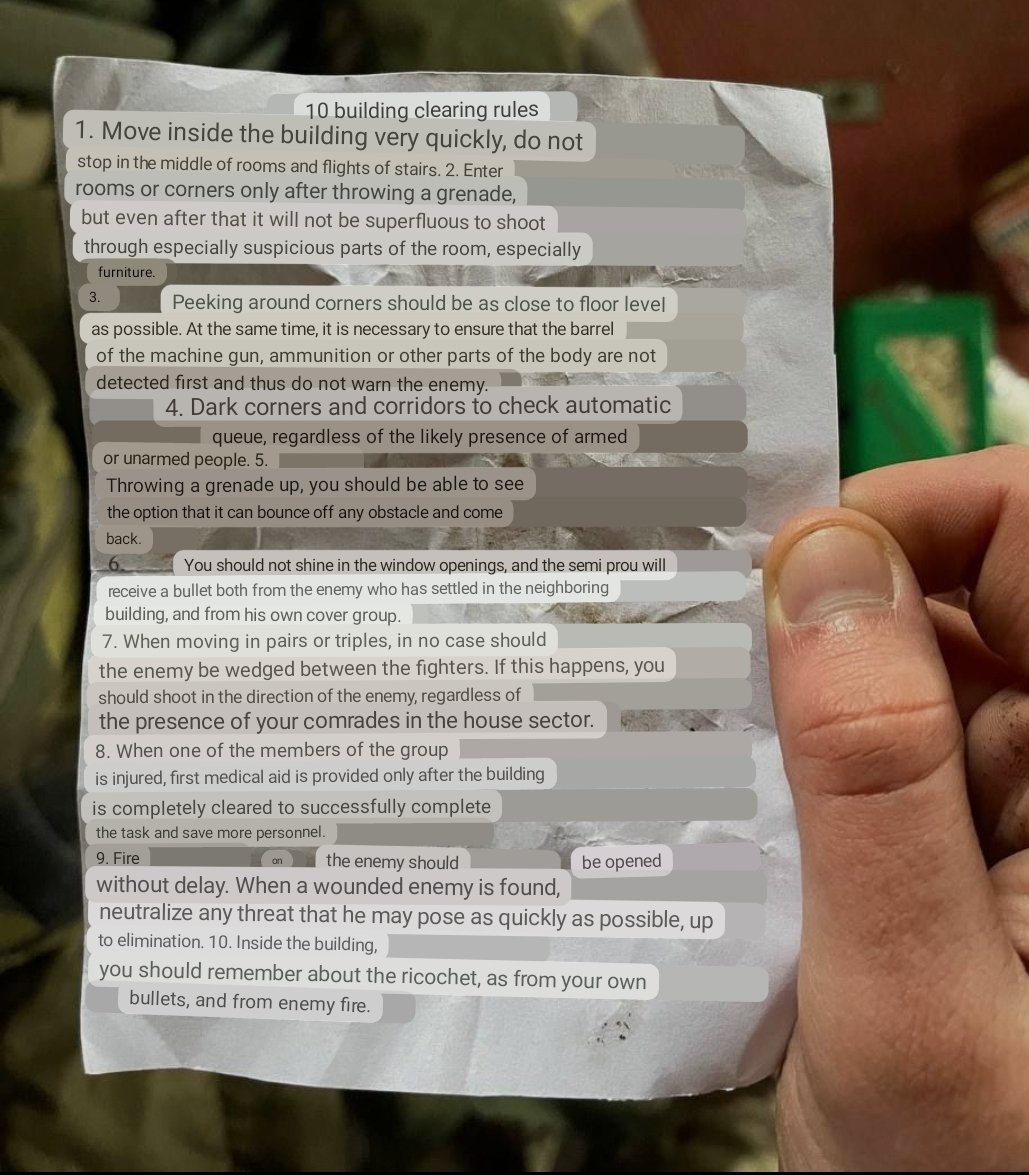 10 building clearing rules
1. Move inside the building very quickly, do not
stop in the middle of rooms and flights of stairs. 2. Enter
rooms or corners only after throwing a grenade,
but even after that it will not be superfluous to shoot
through especially suspicious parts of the room, especially
furniture.
3. Peeking around corners should be as close to floor level
as possible. At the same time, it is necessary to ensure that the barrel
of the machine gun, ammunition or other parts of the body are not
detected first and thus do not warn the enemy.
4. Dark corners and corridors to check automatic
queue, regardless of the likely presence of armed
or unarmed people. 5.
Throwing a grenade up, you should be able to see
the option that it can bounce off any obstacle and come
back.
6. You should not shine in the window openings, and the semi prou will
receive a bullet both from the enemy who has settled in the neighboring
building, and from his own cover group.
7. When moving in pairs or triples, in no case should
the enemy be wedged between the fighters. If this happens, you
should shoot in the direction of the enemy, regardless of
the presence of your comrades in the house sector.
8. When one of the members of the group
is injured, first medical aid is provided only after the building
is completely cleared to successfully complete
the task and save more personnel.
9. Fire on the enemy should be opened
without delay. When a wounded enemy is found,
neutralize any threat that he may pose as quickly as possible, up
to elimination. 10. Inside the building,
you should remember about the ricochet, as from your own
bullets, and from enemy fire.